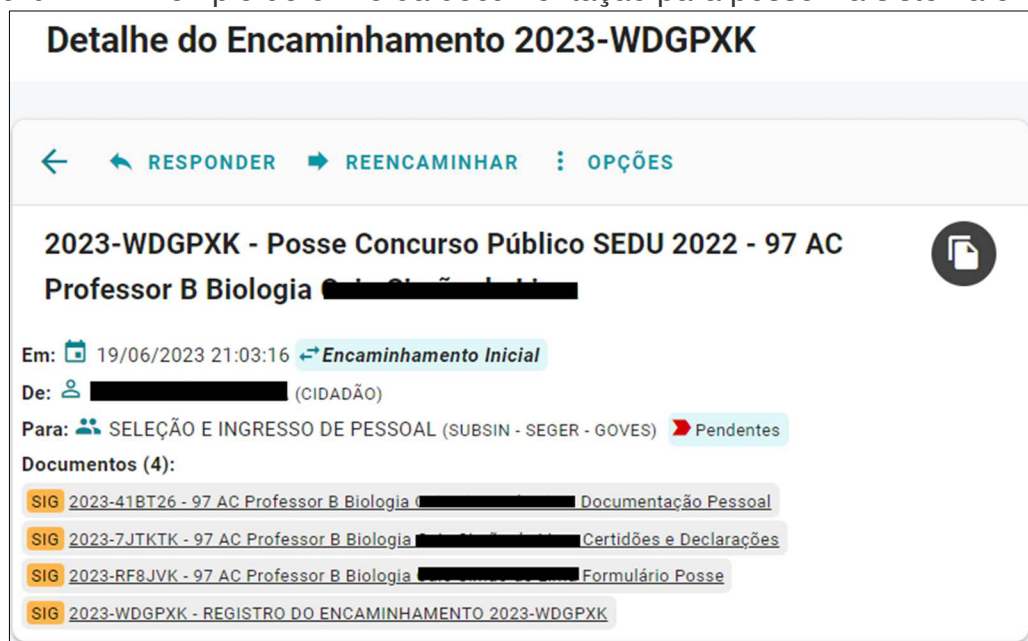 Detalhe do Encaminhamento 2023-WDGPXK
RESPONDER REENCAMINHAR OPÇÕES
2023-WDGPXK - Posse Concurso Público SEDU 2022 - 97 AC
Professor B Biologia
Em: 19/06/2023 21:03:16 Encaminhamento Inicial
De: (CIDADÃO)
Para: SELEÇÃO E INGRESSO DE PESSOAL (SUBSIN - SEGER - GOVES) Pendentes
Documentos (4):
SIG 2023-41BT26 - 97 AC Professor B Biologia Documentação Pessoal
SIG 2023-7JTKTK - 97 AC Professor B Biologia Certidões e Declarações
SIG 2023-RF8JVK - 97 AC Professor B Biologia Formulário Posse
SIG 2023-WDGPXK - REGISTRO DO ENCAMINHAMENTO 2023-WDGPXK